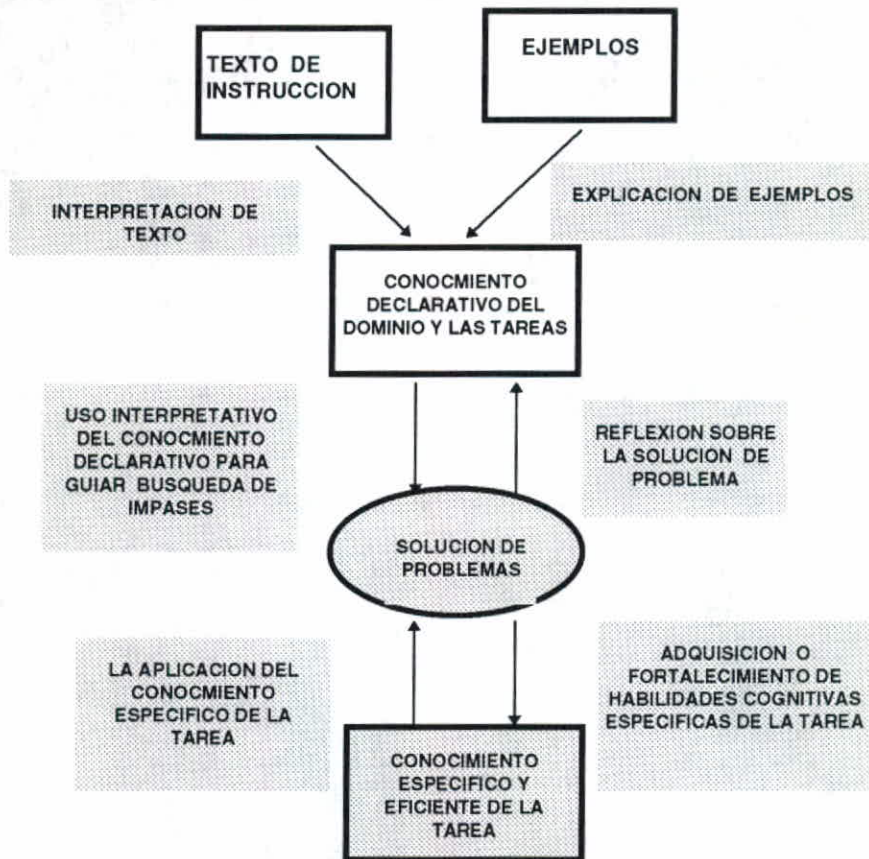 TEXTO DE
INSTRUCCION
EJEMPLOS
INTERPRETACION DE
TEXTO
EXPLICACION DE EJEMPLOS
CONOCMIENTO
DECLARATIVO DEL
DOMINIO Y LAS TAREAS
USO INTERPRETATIVO
DEL CONOCMIENTO
DECLARATIVO PARA
GUIAR BUSQUEDA DE
IMPASES
REFLEXION SOBRE
LA SOLUCION DE
PROBLEMA
SOLUCION DE
PROBLEMAS
LA APLICACION DEL
CONOCMIENTO
ESPECIFICO DE LA
TAREA
ADQUISICION O
FORTALECIMIENTO DE
HABILIDADES COGNITIVAS
ESPECIFICAS DE LA TAREA
CONOCIMIENTO
ESPECIFICO Y
EFICIENTE DE LA
TAREA